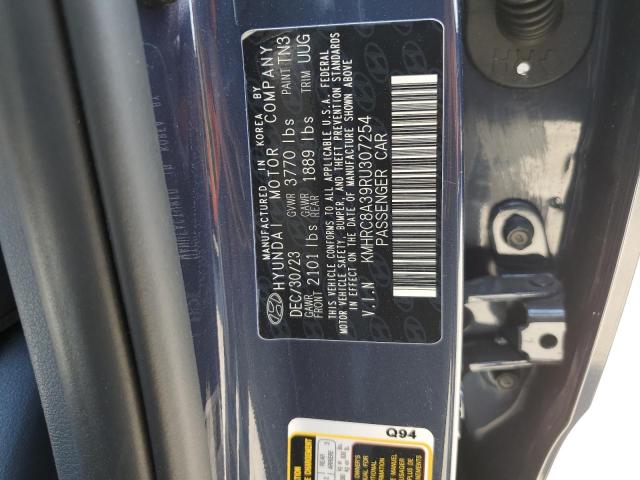 MANUFACTURED IN KOREA BY
HYUNDAI MOTOR COMPANY
DEC/30/23 GVWR 3770 lbs PAINT TN3
GAWR FRONT 2101 lbs GAWR REAR 1889 lbs TRIM UUG
THIS VEHICLE CONFORMS TO ALL APPLICABLE U.S.A. FEDERAL
MOTOR VEHICLE SAFETY, BUMPER, AND THEFT PREVENTION STANDARDS
IN EFFECT ON THE DATE OF MANUFACTURE SHOWN ABOVE
V.I.N KMHRC8A39RU307254
PASSENGER CAR
Q94